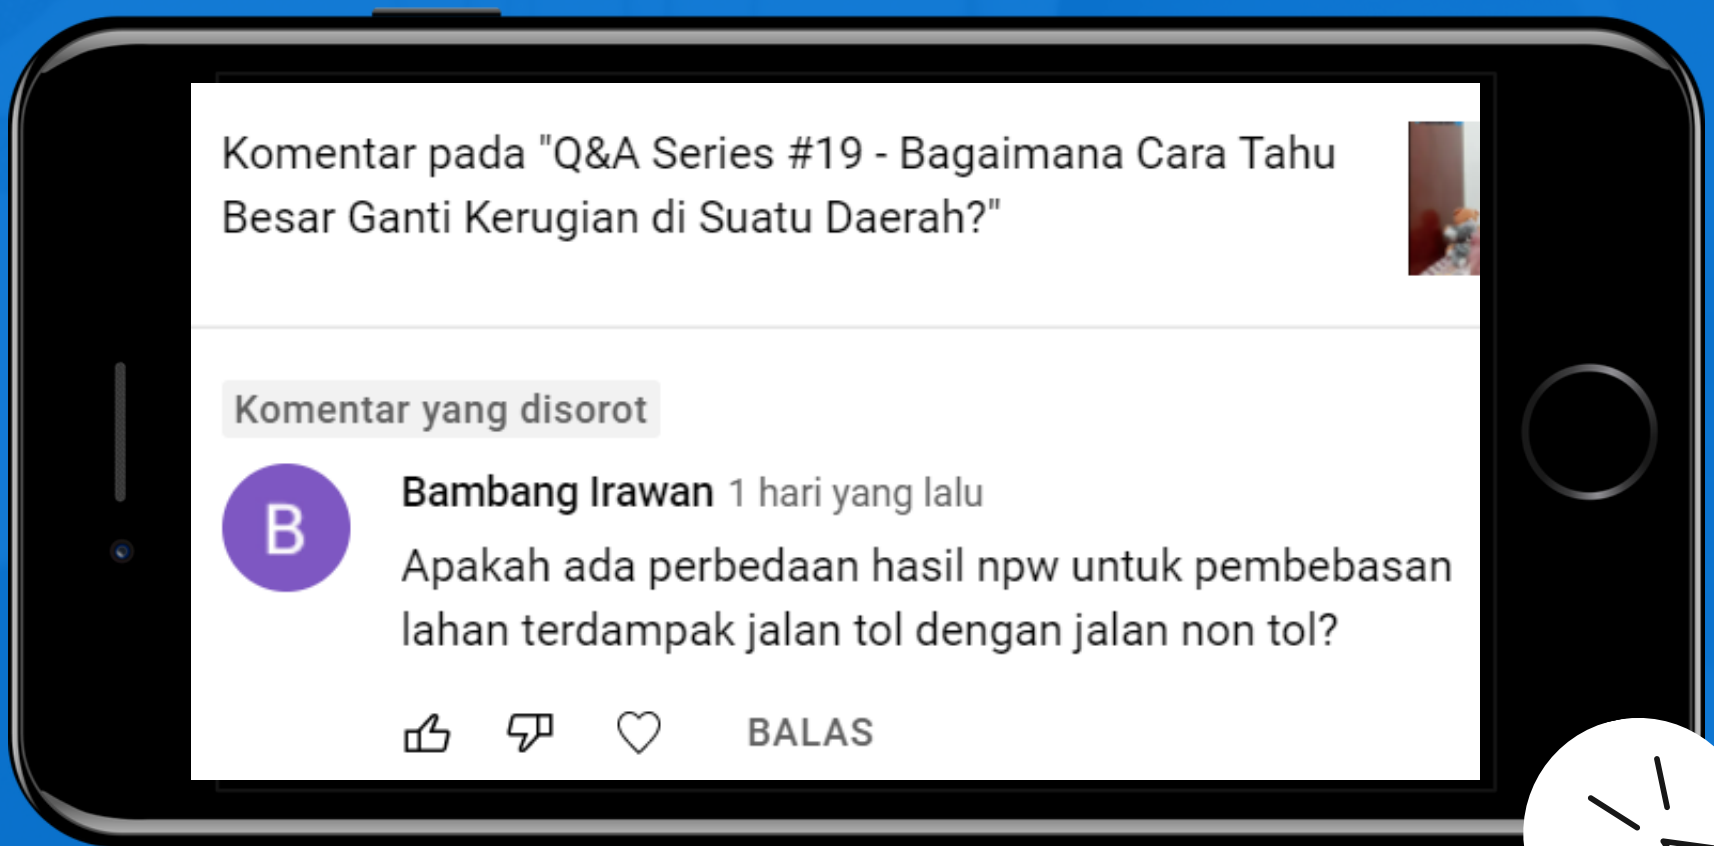 Komentar pada "Q&A Series #19 - Bagaimana Cara Tahu
Besar Ganti Kerugian di Suatu Daerah?"
Komentar yang disorot
B
Bambang Irawan 1 hari yang lalu
Apakah ada perbedaan hasil npw untuk pembebasan
lahan terdampak jalan tol dengan jalan non tol?
BALAS